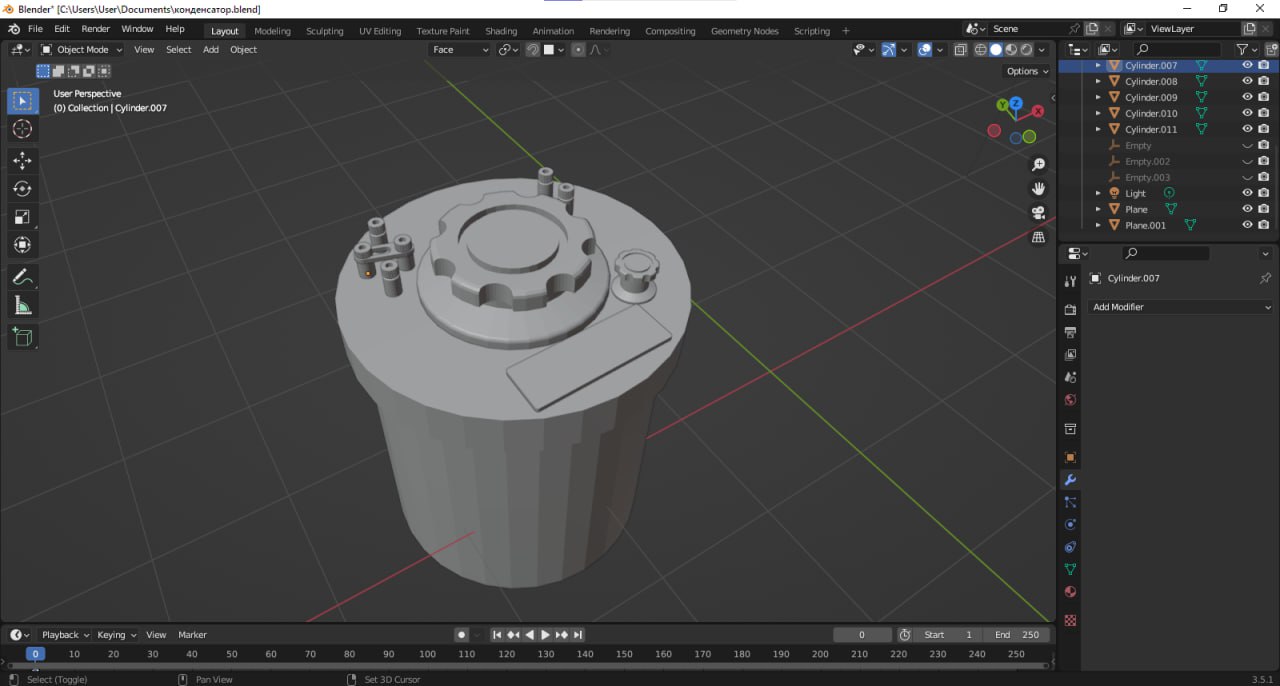 Blender* [C:\Users\User\Documents\конденсатор.blend]
File Edit Render Window Help Layout Modeling Sculpting UV Editing Texture Paint Shading Animation Rendering Compositing Geometry Nodes Scripting + Scene ViewLayer
Object Mode View Select Add Object Face
Options
User Perspective
(0) Collection | Cylinder.007
Z
Y
X
Cylinder.007
Cylinder.008
Cylinder.009
Cylinder.010
Cylinder.011
Empty
Empty.002
Empty.003
Light
Plane
Plane.001
Cylinder.007
Add Modifier
Playback Keying View Marker 0 Start 1 End 250
0 10 20 30 40 50 60 70 80 90 100 110 120 130 140 150 160 170 180 190 200 210 220 230 240 250
Select (Toggle) Pan View Set 3D Cursor 3.5.1